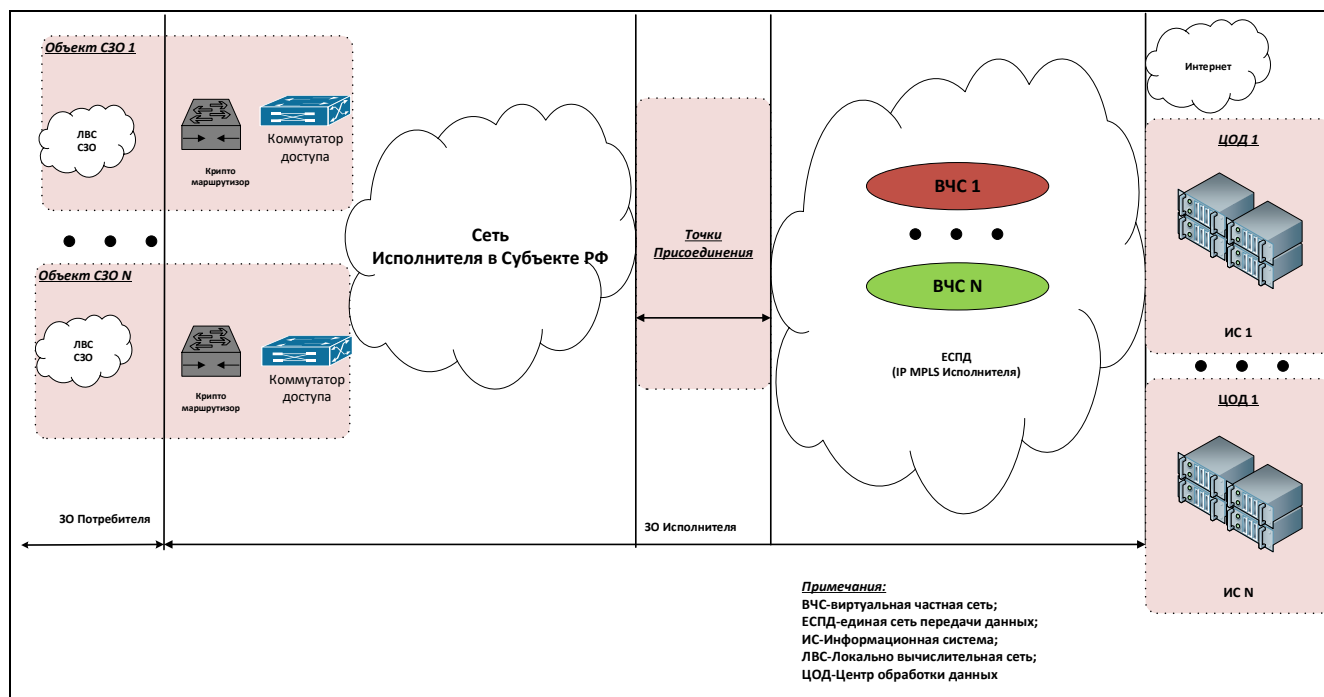 Объект СЗО 1
ЛВС
СЗО
Крипто
маршрутизор
Коммутатор
доступа
Объект СЗО N
ЛВС
СЗО
Крипто
маршрутизор
Коммутатор
доступа
Сеть
Исполнителя в Субъекте РФ
Точки
Присоединения
ВЧС 1
ВЧС N
ЕСПД
(IP MPLS Исполнителя)
Интернет
ЦОД 1
ИС 1
ЦОД 1
ИС N
ЗО Потребителя
ЗО Исполнителя
Примечания:
ВЧС-виртуальная частная сеть;
ЕСПД-единая сеть передачи данных;
ИС-Информационная система;
ЛВС-Локально вычислительная сеть;
ЦОД-Центр обработки данных